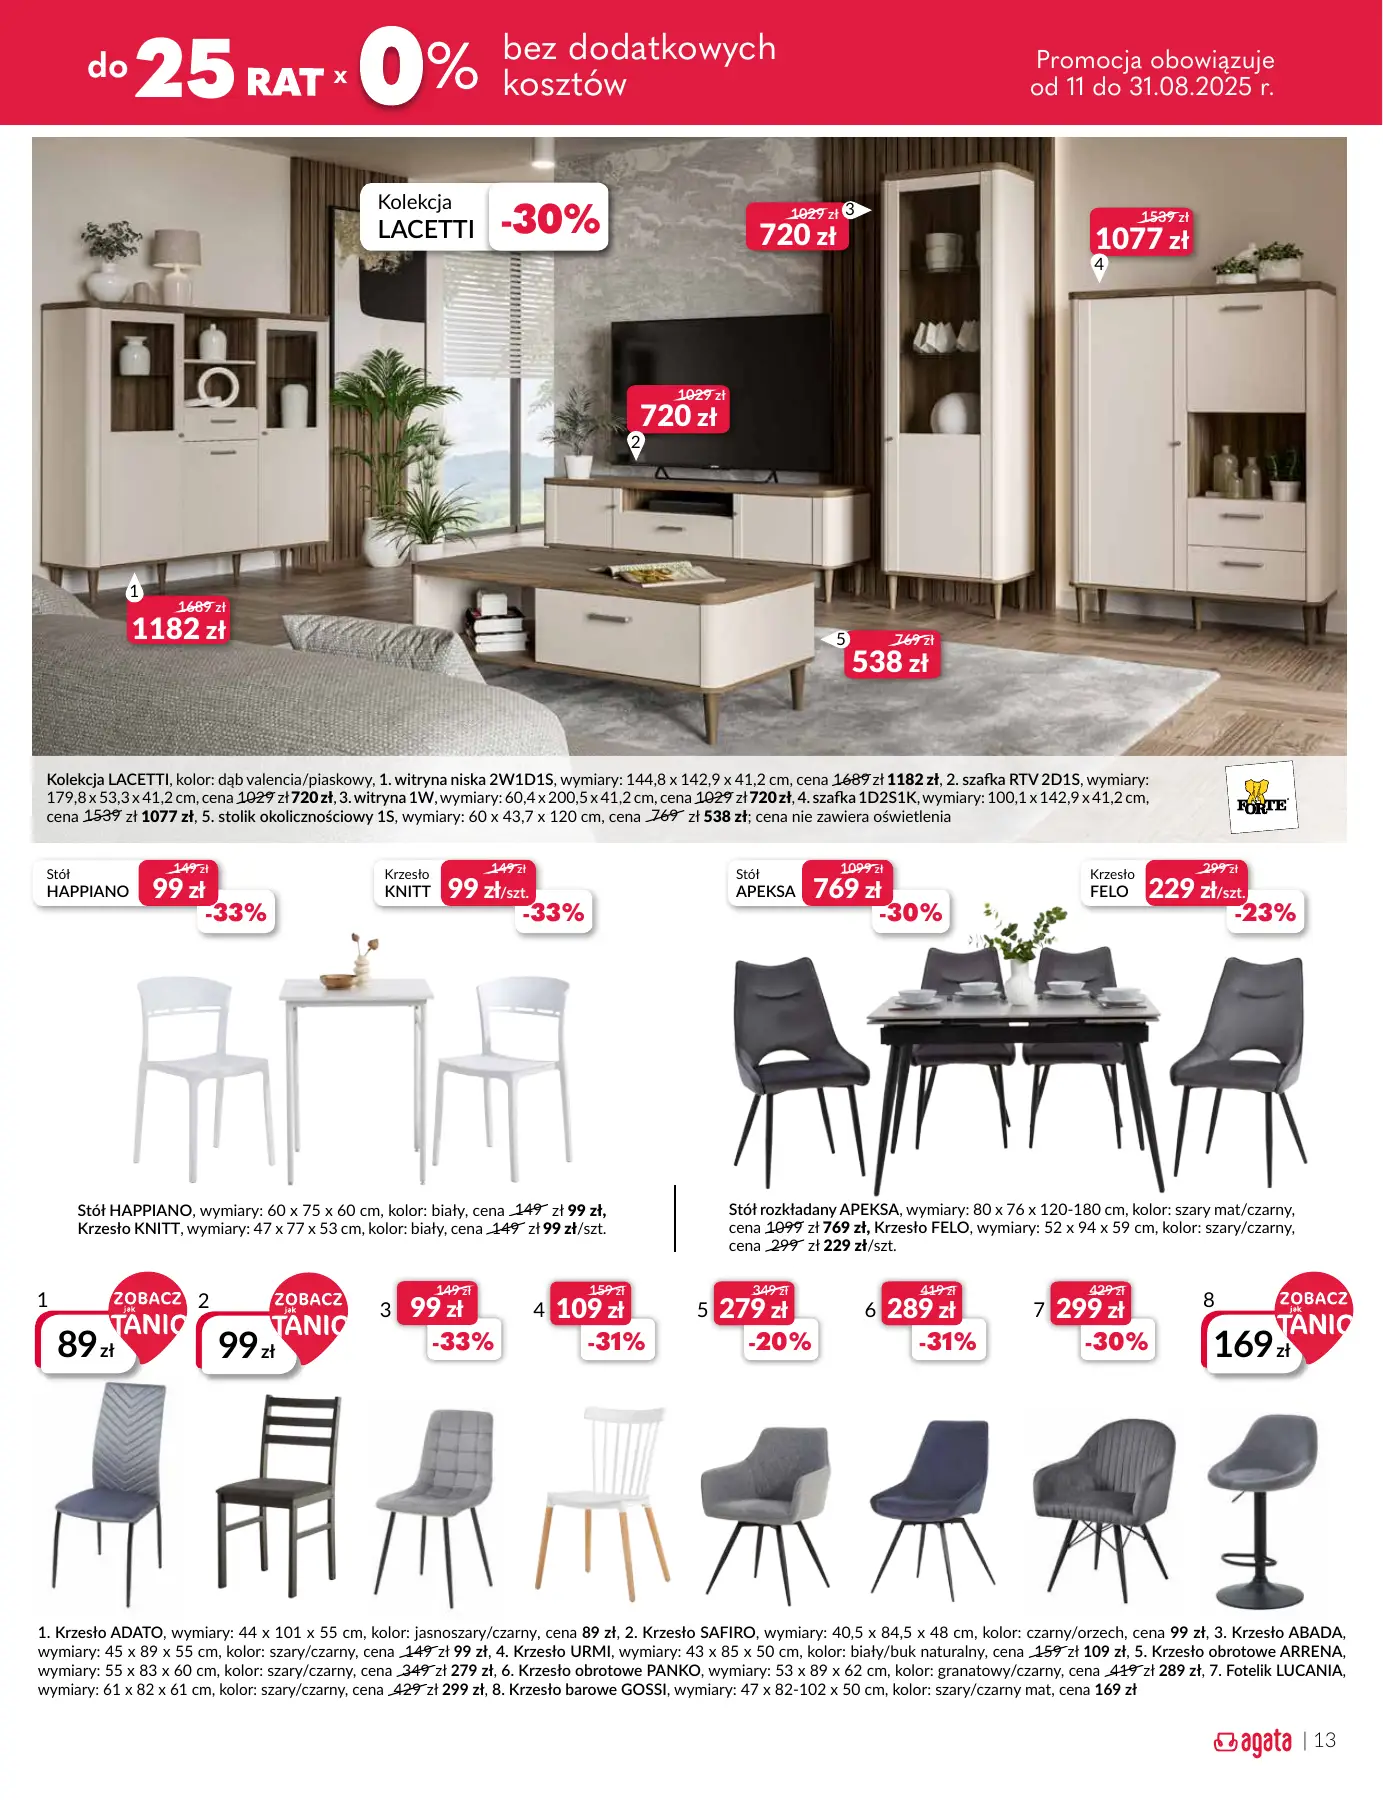 do 25 RAT x 0%
bez dodatkowych
kosztów
Promocja obowiązuje
od 11 do 31.08.2025 r.
Kolekcja
LACETTI
-30%
1029 zł
720 zł
3
1539 zł
1077 zł
4
1029 zł
720 zł
2
1
1689 zł
1182 zł
5
769 zł
538 zł
Kolekcja LACETTI, kolor: dąb valencia/piaskowy, 1. witryna niska 2W1D1S, wymiary: 144,8 x 142,9 x 41,2 cm, cena 1689 zł 1182 zł, 2. szafka RTV 2D1S, wymiary:
179,8 x 53,3 x 41,2 cm, cena 1029 zł 720 zł, 3. witryna 1W, wymiary: 60,4 x 200,5 x 41,2 cm, cena 1029 zł 720 zł, 4. szafka 1D2S1K, wymiary: 100,1 x 142,9 x 41,2 cm,
cena 1539 zł 1077 zł, 5. stolik okolicznościowy 1S, wymiary: 60 x 43,7 x 120 cm, cena 769 zł 538 zł; cena nie zawiera oświetlenia
FORTE
Stół
HAPPIANO
149 zł
99 zł
-33%
Krzesło
KNITT
149 zł
99 zł/szt.
-33%
Stół
APEKSA
1099 zł
769 zł
-30%
Krzesło
FELO
299 zł
229 zł/szt.
-23%
Stół HAPPIANO, wymiary: 60 x 75 x 60 cm, kolor: biały, cena 149 zł 99 zł,
Krzesło KNITT, wymiary: 47 x 77 x 53 cm, kolor: biały, cena 149 zł 99 zł/szt.
Stół rozkładany APEKSA, wymiary: 80 x 76 x 120-180 cm, kolor: szary mat/czarny,
cena 1099 zł 769 zł, Krzesło FELO, wymiary: 52 x 94 x 59 cm, kolor: szary/czarny,
cena 299 zł 229 zł/szt.
1
ZOBACZ
jak
TANIO
89 zł
2
ZOBACZ
jak
TANIO
99 zł
3
149 zł
99 zł
-33%
4
159 zł
109 zł
-31%
5
349 zł
279 zł
-20%
6
419 zł
289 zł
-31%
7
429 zł
299 zł
-30%
8
ZOBACZ
jak
TANIO
169 zł
1. Krzesło ADATO, wymiary: 44 x 101 x 55 cm, kolor: jasnoszary/czarny, cena 89 zł, 2. Krzesło SAFIRO, wymiary: 40,5 x 84,5 x 48 cm, kolor: czarny/orzech, cena 99 zł, 3. Krzesło ABADA,
wymiary: 45 x 89 x 55 cm, kolor: szary/czarny, cena 149 zł 99 zł, 4. Krzesło URMI, wymiary: 43 x 85 x 50 cm, kolor: biały/buk naturalny, cena 159 zł 109 zł, 5. Krzesło obrotowe ARRENA,
wymiary: 55 x 83 x 60 cm, kolor: szary/czarny, cena 349 zł 279 zł, 6. Krzesło obrotowe PANKO, wymiary: 53 x 89 x 62 cm, kolor: granatowy/czarny, cena 419 zł 289 zł, 7. Fotelik LUCANIA,
wymiary: 61 x 82 x 61 cm, kolor: szary/czarny, cena 429 zł 299 zł, 8. Krzesło barowe GOSSI, wymiary: 47 x 82-102 x 50 cm, kolor: szary/czarny mat, cena 169 zł
agata | 13